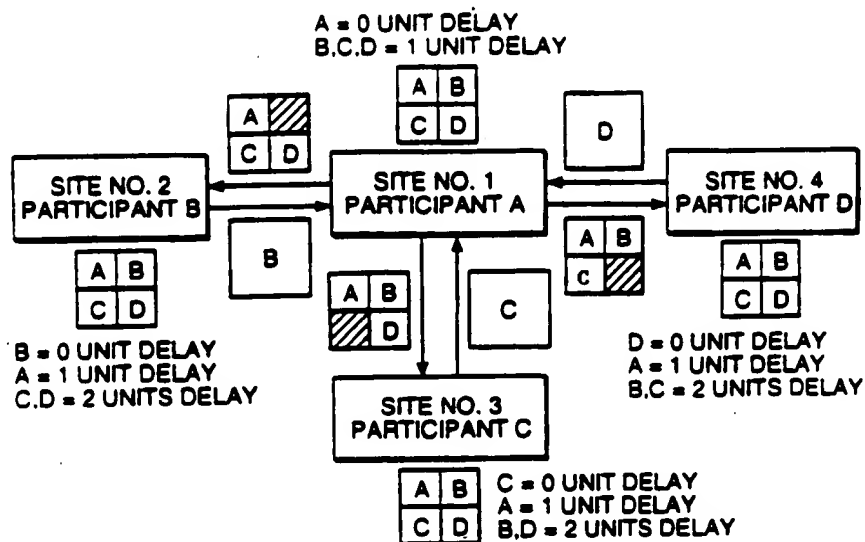 A = 0 UNIT DELAY
B,C,D = 1 UNIT DELAY
A
C D
A B
C D
D
SITE NO. 2
PARTICIPANT B
SITE NO. 1
PARTICIPANT A
SITE NO. 4
PARTICIPANT D
A B
C D
B
A B
D
C
A B
C
A B
C D
B = 0 UNIT DELAY
A = 1 UNIT DELAY
C,D = 2 UNITS DELAY
D = 0 UNIT DELAY
A = 1 UNIT DELAY
B,C = 2 UNITS DELAY
SITE NO. 3
PARTICIPANT C
A B
C D
C = 0 UNIT DELAY
A = 1 UNIT DELAY
B,D = 2 UNITS DELAY